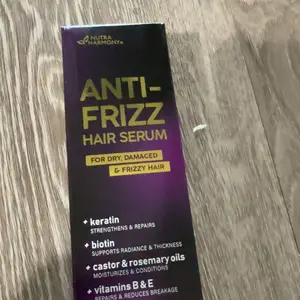 NUTRA
HARMONY
ANTI-
FRIZZ
HAIR SERUM
FOR DRY, DAMAGED
& FRIZZY HAIR
+ keratin
STRENGTHENS & REPAIRS
+ biotin
SUPPORTS RADIANCE & THICKNESS
+ castor & rosemary oils
MOISTURIZES & CONDITIONS
+ vitamins B & E
REPAIRS & REDUCES BREAKAGE